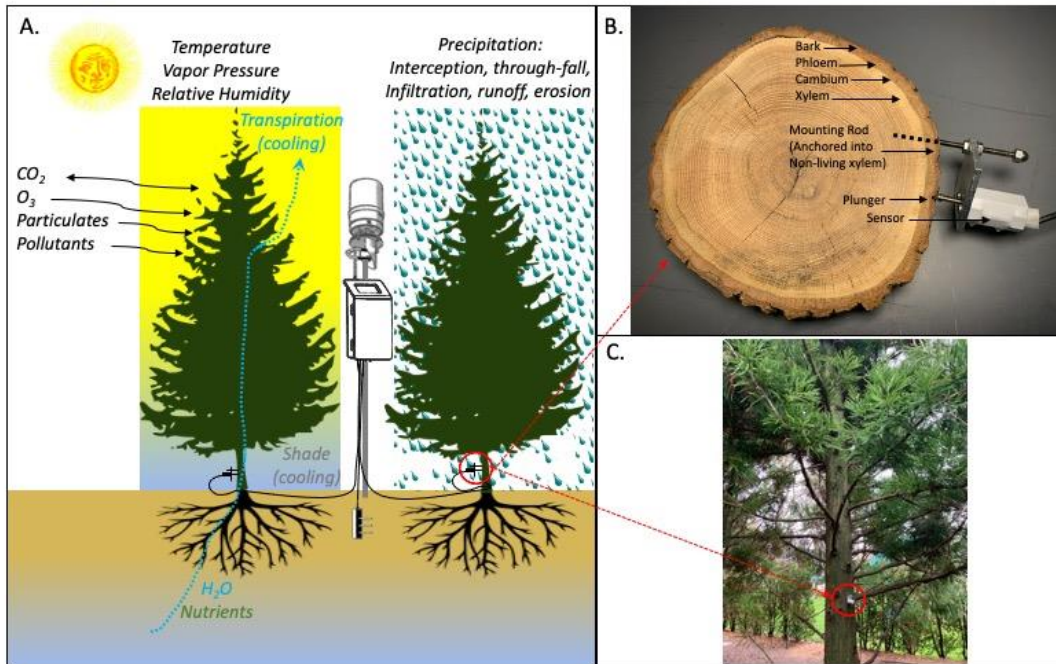 A.
Temperature
Vapor Pressure
Relative Humidity
Precipitation:
Interception, through-fall,
Infiltration, runoff, erosion
Transpiration
(cooling)
CO2
O3
Particulates
Pollutants
Shade
(cooling)
H2O
Nutrients
B.
Bark
Phloem
Cambium
Xylem
Mounting Rod
(Anchored into
Non-living xylem)
Plunger
Sensor
C.